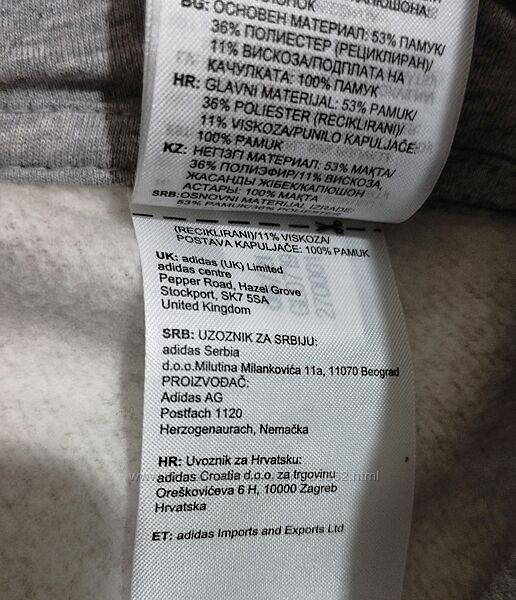 BG: ОСНОВЕН МАТЕРИАЛ: 53% ПАМУК/
36% ПОЛИЕСТЕР (РЕЦИКЛИРАН)/
11% ВИСКОЗА/ПОДПЛАТА НА
КАЧУЛКАТА: 100% ПАМУК
HR: GLAVNI MATERIJAL: 53% PAMUK/
36% POLIESTER (RECIKLIRANI)/
11% VISKOZA/PUNILO KAPULJAČE:
100% PAMUK
KZ: НЕГІЗГІ МАТЕРИАЛ: 53% МАҚТА/
36% ПОЛИЭФИР/11% ВИСКОЗА,
ЖАСАНДЫ ЖІБЕК/КАПЮШОН
АСТАРЫ: 100% МАҚТА
SRB:OSNOVNI MATERIJAL IZRADE:
53% PAMUK/36% POLIESTER
(RECIKLIRANI)/11% VISKOZA/
POSTAVA KAPULJAČE: 100% PAMUK
UK: adidas (UK) Limited
adidas centre
Pepper Road, Hazel Grove
Stockport, SK7 5SA
United Kingdom
SRB: UZOZNIK ZA SRBIJU:
adidas Serbia
d.o.o.Milutina Milankovića 11a, 11070 Beograd
PROIZVOĐAČ:
Adidas AG
Postfach 1120
Herzogenaurach, Nemačka
HR: Uvoznik za Hrvatsku:
adidas Croatia d.o.o. za trgovinu
Oreškovićeva 6 H, 10000 Zagreb
Hrvatska
ET: adidas Imports and Exports Ltd